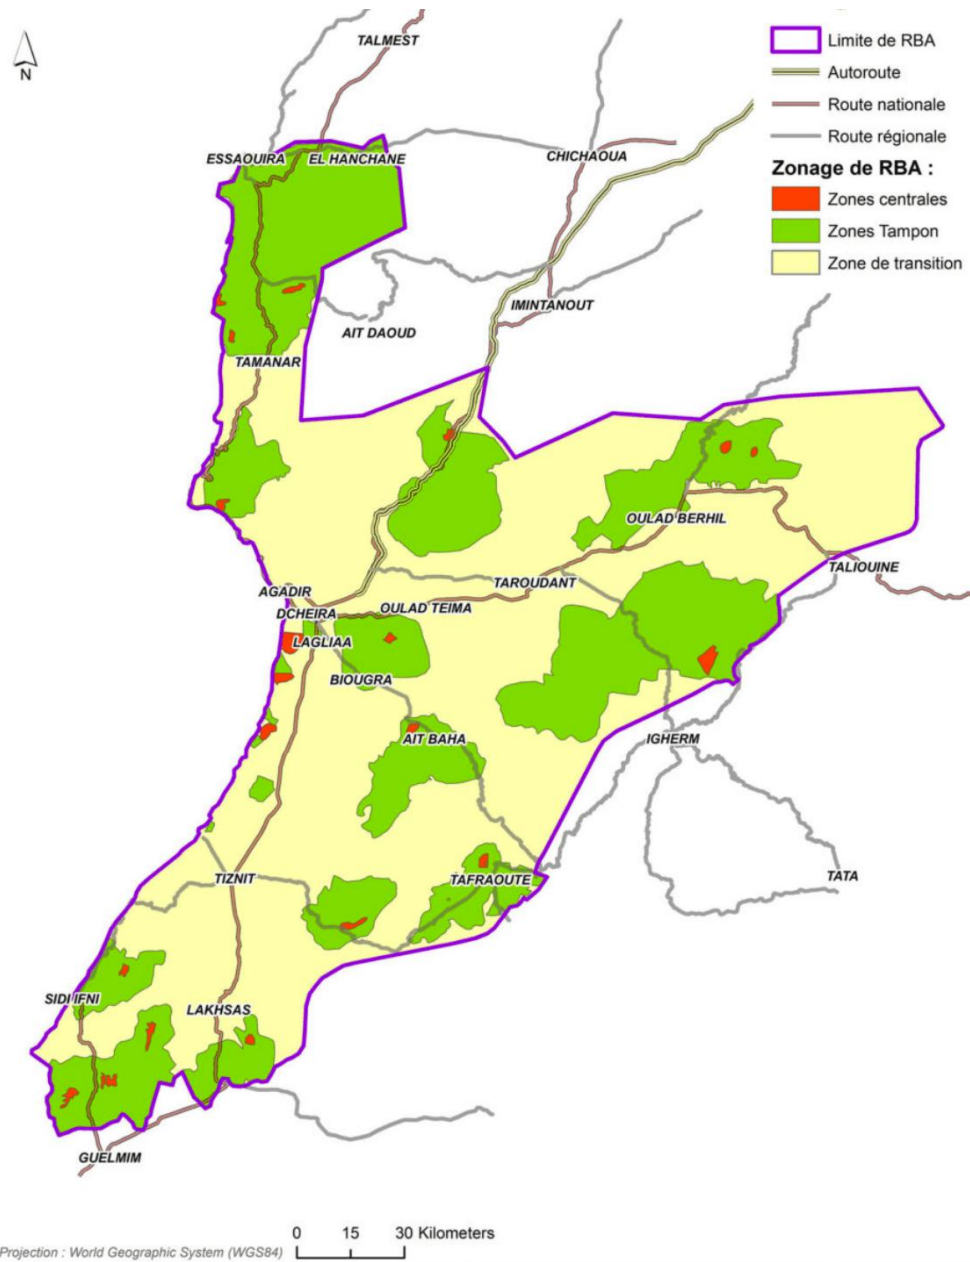 TALMEST
N
Limite de RBA
Autoroute
Route nationale
Route régionale
Zonage de RBA :
Zones centrales
Zones Tampon
Zone de transition
ESSAOUIRA
EL HANCHANE
CHICHAOUA
IMINTANOUT
AIT DAOUD
TAMANAR
OULAD BERHIL
TALIOUINE
TAROUDANT
AGADIR
OULAD TEIMA
DCHEIRA
LAGLIAA
BIOUGRA
AIT BAHA
IGHERM
TIZNIT
TAFRAOUTE
TATA
SIDI IFNI
LAKHSAS
GUELMIM
0 15 30 Kilometers
Projection : World Geographic System (WGS84)